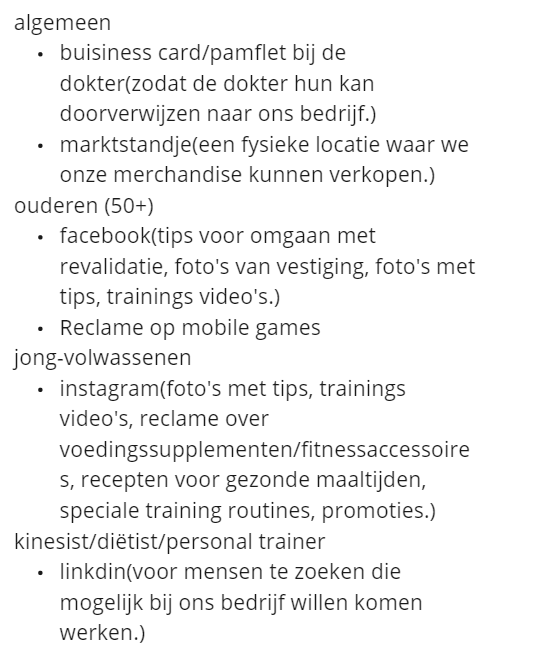 algemeen
• buisiness card/pamflet bij de
dokter(zodat de dokter hun kan
doorverwijzen naar ons bedrijf.)
• marktstandje(een fysieke locatie waar we
onze merchandise kunnen verkopen.)
ouderen (50+)
• facebook(tips voor omgaan met
revalidatie, foto's van vestiging, foto's met
tips, trainings video's.)
• Reclame op mobile games
jong-volwassenen
• instagram(foto's met tips, trainings
video's, reclame over
voedingssupplementen/fitnessaccessoire
s, recepten voor gezonde maaltijden,
speciale training routines, promoties.)
kinesist/diëtist/personal trainer
• linkdin(voor mensen te zoeken die
mogelijk bij ons bedrijf willen komen
werken.)